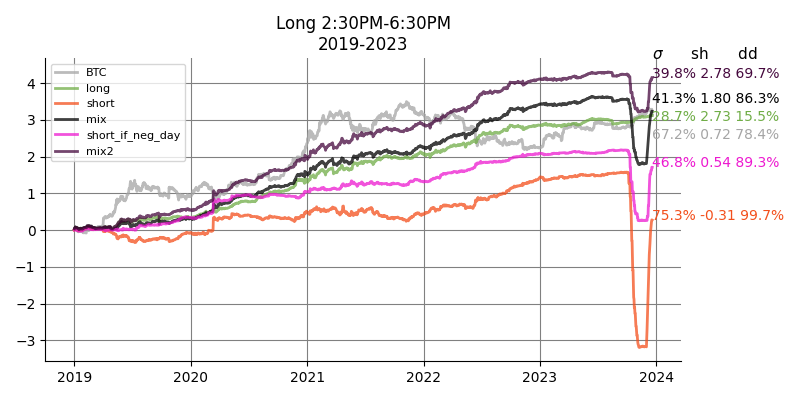 Long 2:30PM-6:30PM
2019-2023
σ sh dd
39.8% 2.78 69.7%
41.3% 1.80 86.3%
28.7% 2.73 15.5%
67.2% 0.72 78.4%
46.8% 0.54 89.3%
75.3% -0.31 99.7%
BTC
long
short
mix
short_if_neg_day
mix2
4
3
2
1
0
−1
−2
−3
2019 2020 2021 2022 2023 2024